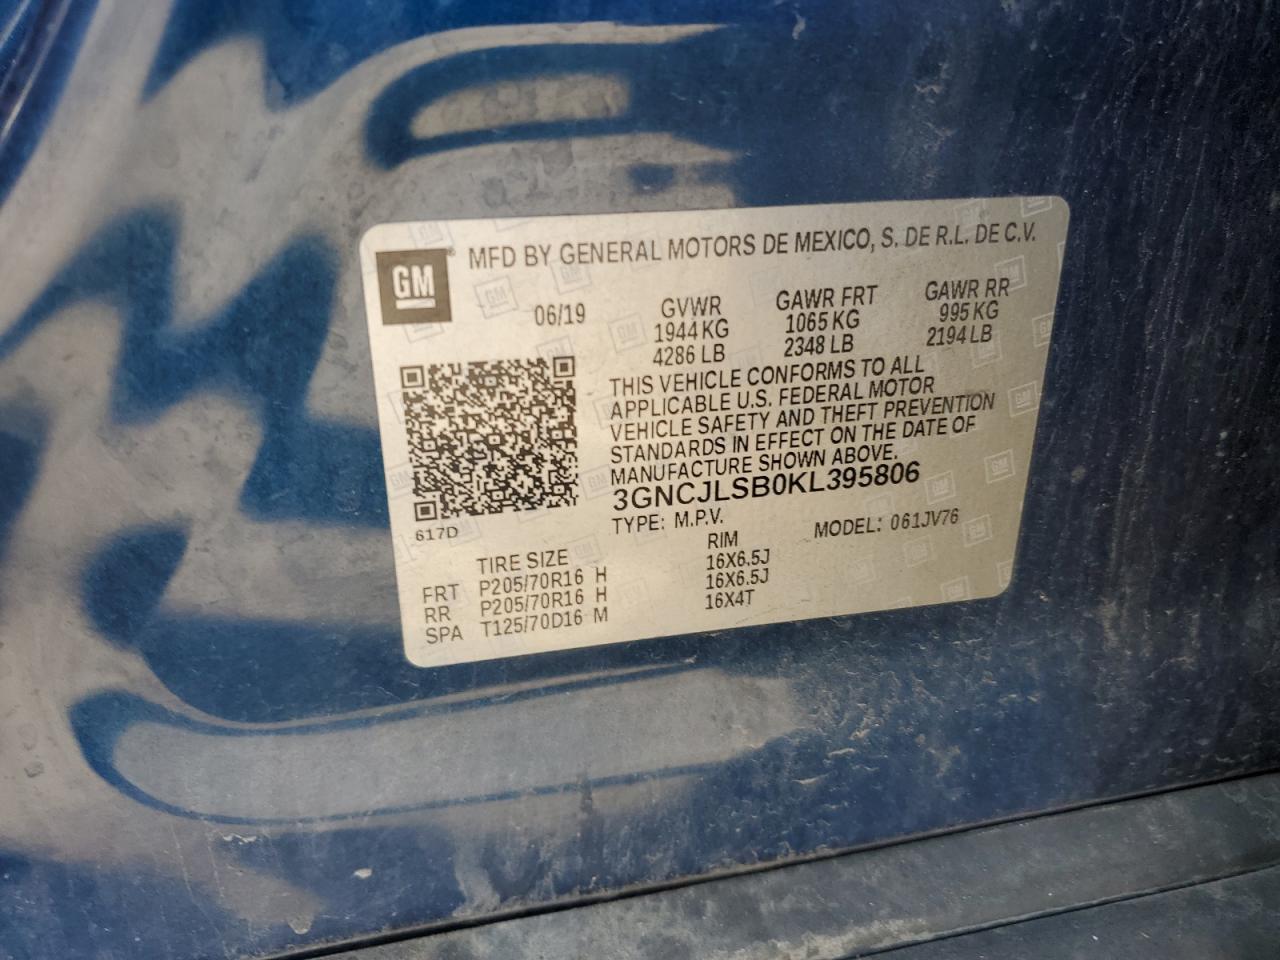 GM® MFD BY GENERAL MOTORS DE MEXICO, S. DE R.L. DE C.V.
06/19 GVWR GAWR FRT GAWR RR
1944 KG 1065 KG 995 KG
4286 LB 2348 LB 2194 LB
THIS VEHICLE CONFORMS TO ALL
APPLICABLE U.S. FEDERAL MOTOR
VEHICLE SAFETY AND THEFT PREVENTION
STANDARDS IN EFFECT ON THE DATE OF
MANUFACTURE SHOWN ABOVE.
3GNCJLSB0KL395806
617D
TYPE: M.P.V. MODEL: 061JV76
TIRE SIZE RIM
FRT P205/70R16 H 16X6.5J
RR P205/70R16 H 16X6.5J
SPA T125/70D16 M 16X4T